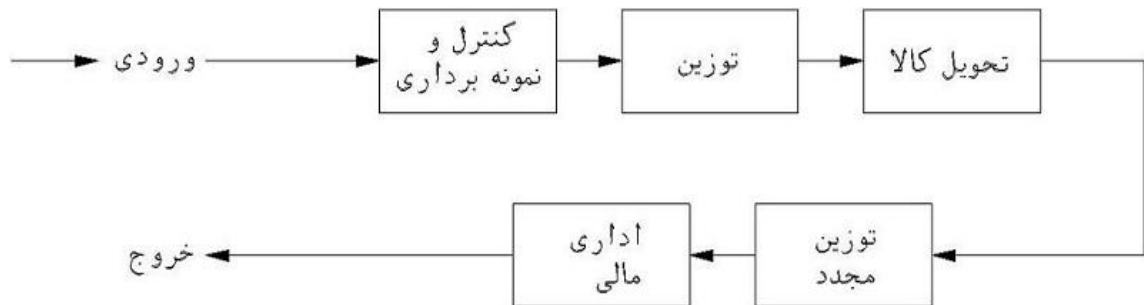 ورودی
کنترل و
نمونه برداری
توزین
تحویل کالا
توزین
مجدد
اداری
مالی
خروج